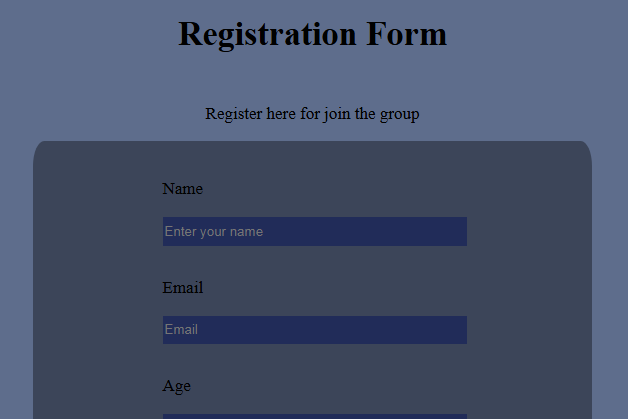 Registration Form
Register here for join the group
Name
Enter your name
Email
Email
Age